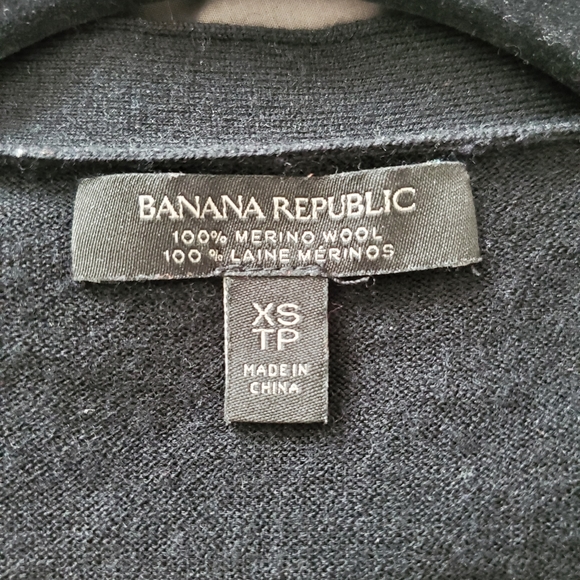 BANANA REPUBLIC
100% MERINO WOOL
100 % LAINE MERINOS
XS
TP
MADE IN
CHINA